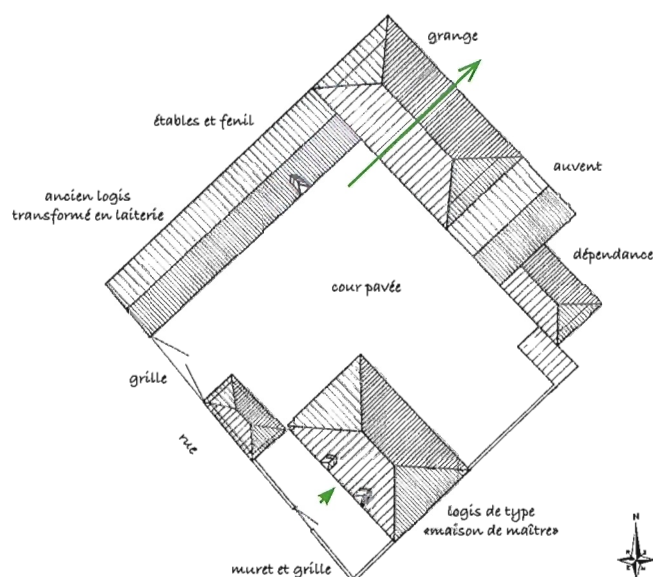 grange
étables et fenil
auvent
ancien logis
transformé en laiterie
dépendance
cour pavée
grille
rue
logis de type
«maison de maître»
muret et grille
N